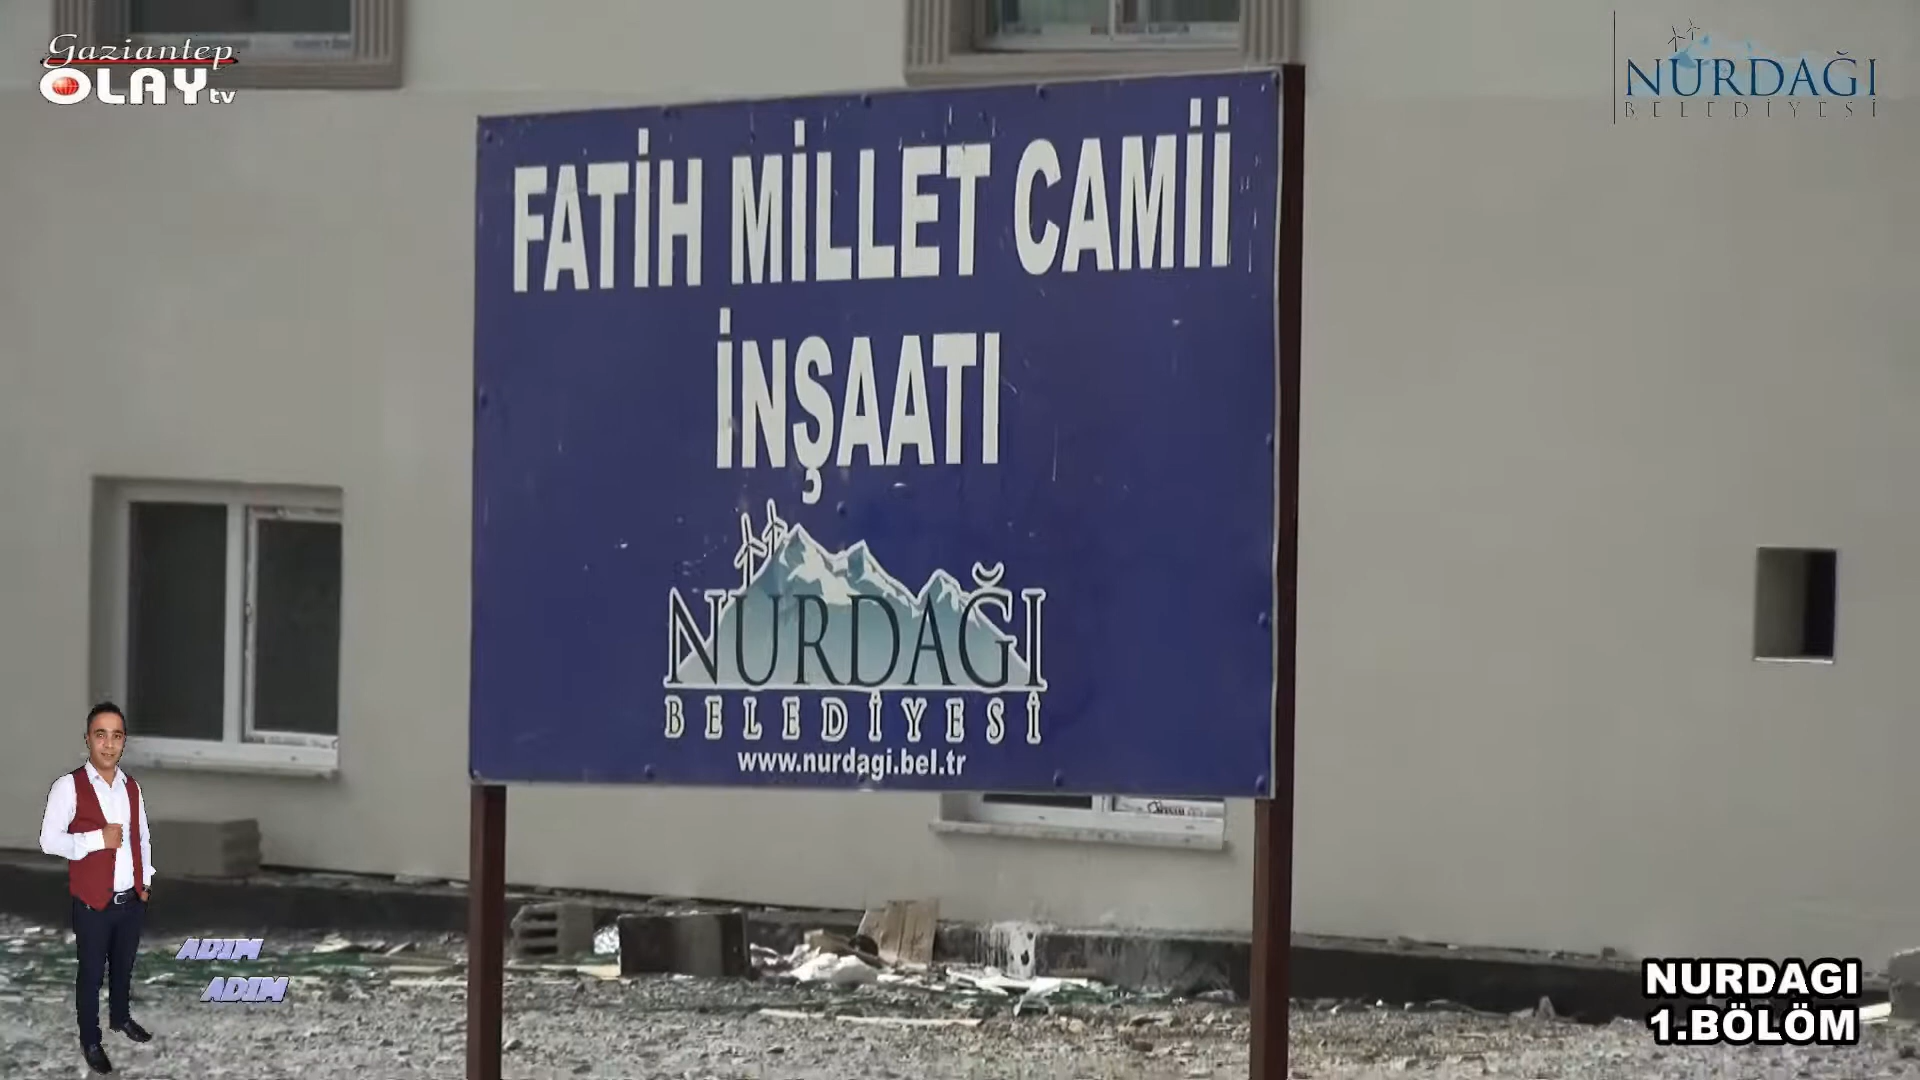 Gaziantep
OLAY tv
NURDAĞI
BELEDİYESİ
FATİH MİLLET CAMİİ
İNŞAATI
NURDAĞI
BELEDİYESİ
www.nurdagi.bel.tr
ADIM
ADIM
NURDAGI
1.BÖLÖM